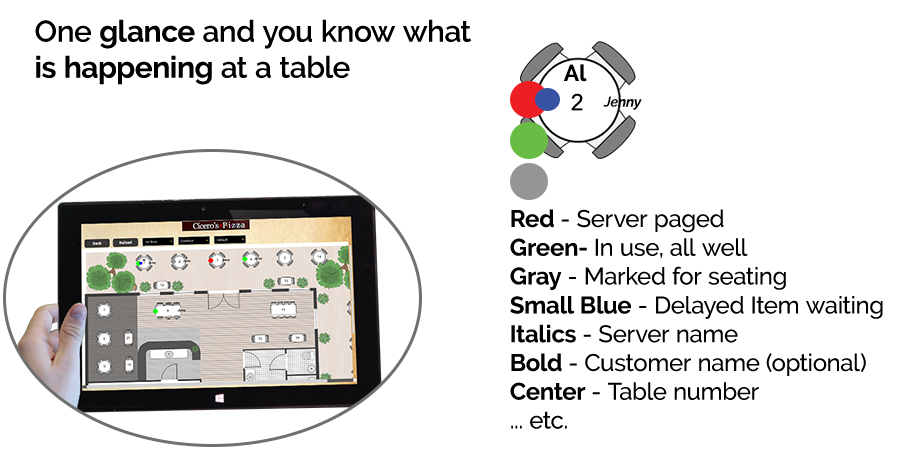 One glance and you know what
is happening at a table
Al
2
Jenny
Cicero's Pizza
Back
Reload
Red - Server paged
Green- In use, all well
Gray - Marked for seating
Small Blue - Delayed Item waiting
Italics - Server name
Bold - Customer name (optional)
Center - Table number
... etc.